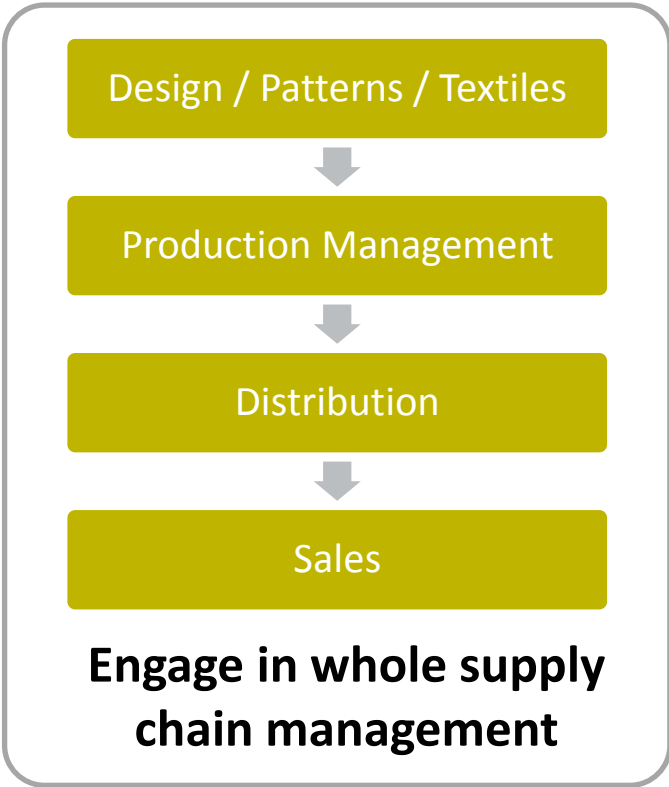 Design / Patterns / Textiles
Production Management
Distribution
Sales
Engage in whole supply
chain management